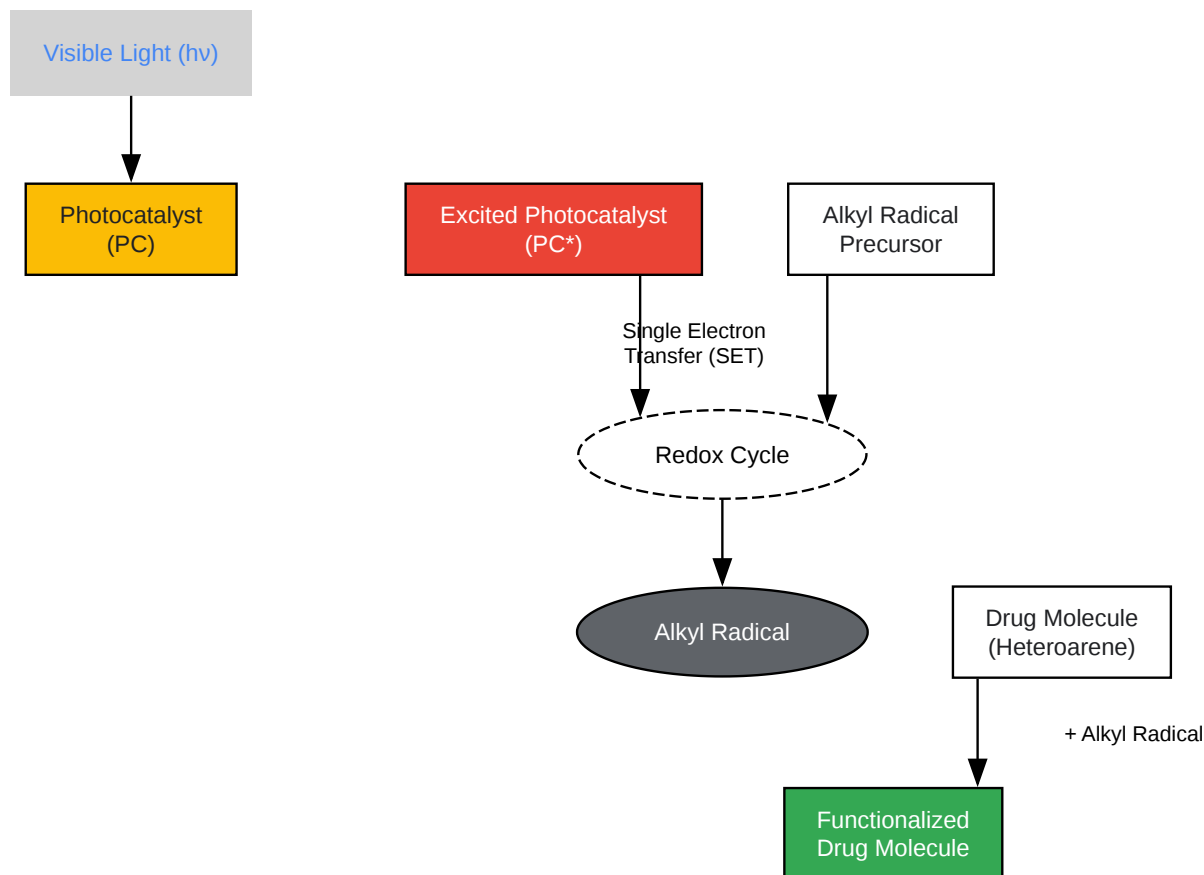 Visible Light (hν)
Photocatalyst
(PC)
Excited Photocatalyst
(PC*)
Alkyl Radical
Precursor
Single Electron
Transfer (SET)
Redox Cycle
Alkyl Radical
Drug Molecule
(Heteroarene)
+ Alkyl Radical
Functionalized
Drug Molecule